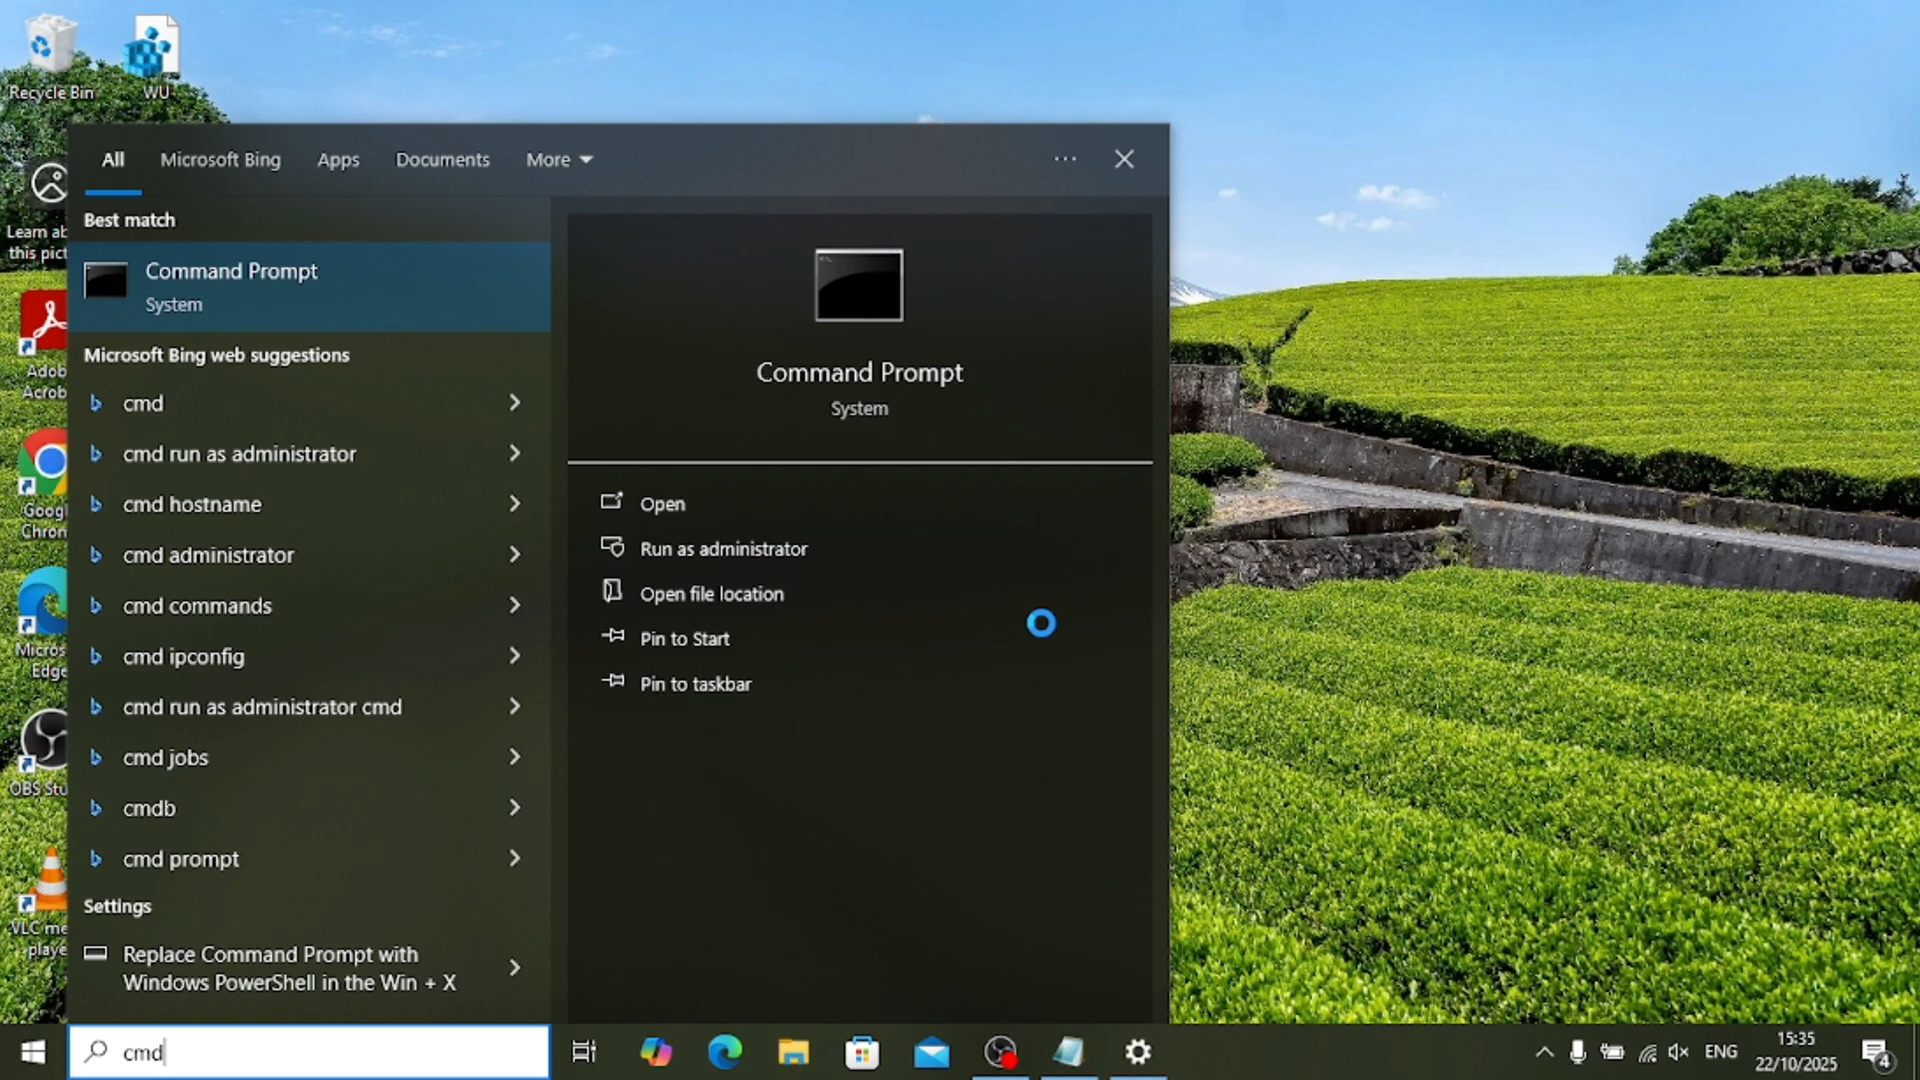 Recycle Bin
WU
Learn ab
this pict
Adob
Acrob
Googl
Chron
Micros
Edge
OBS Stu
VLC me
playe
All
Microsoft Bing
Apps
Documents
More
Best match
Command Prompt
System
Microsoft Bing web suggestions
cmd
cmd run as administrator
cmd hostname
cmd administrator
cmd commands
cmd ipconfig
cmd run as administrator cmd
cmd jobs
cmdb
cmd prompt
Settings
Replace Command Prompt with
Windows PowerShell in the Win + X
Command Prompt
System
Open
Run as administrator
Open file location
Pin to Start
Pin to taskbar
cmd
ENG
15:35
22/10/2025
4